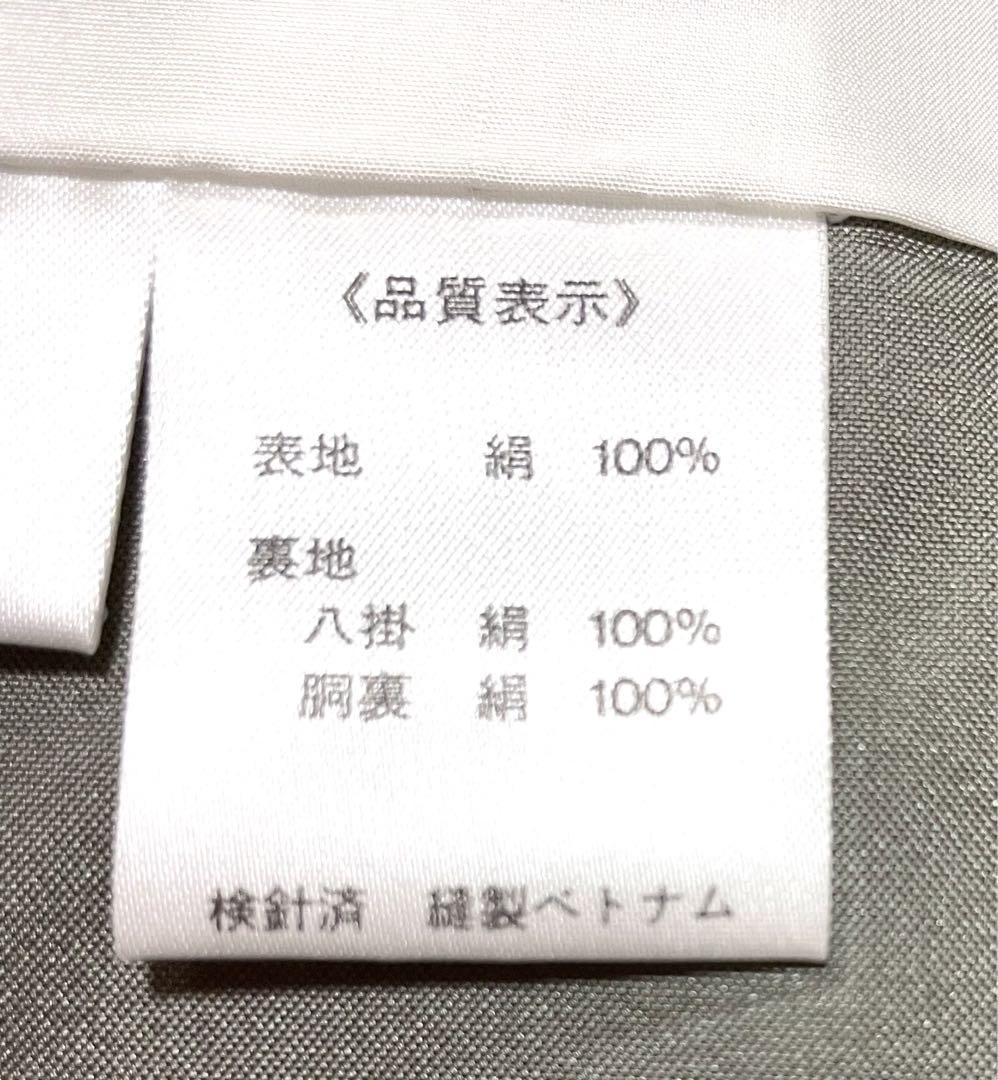 《品質表示》
表地 絹 100%
裏地
八掛 絹 100%
胴裏 絹 100%
検針済 縫製ベトナム